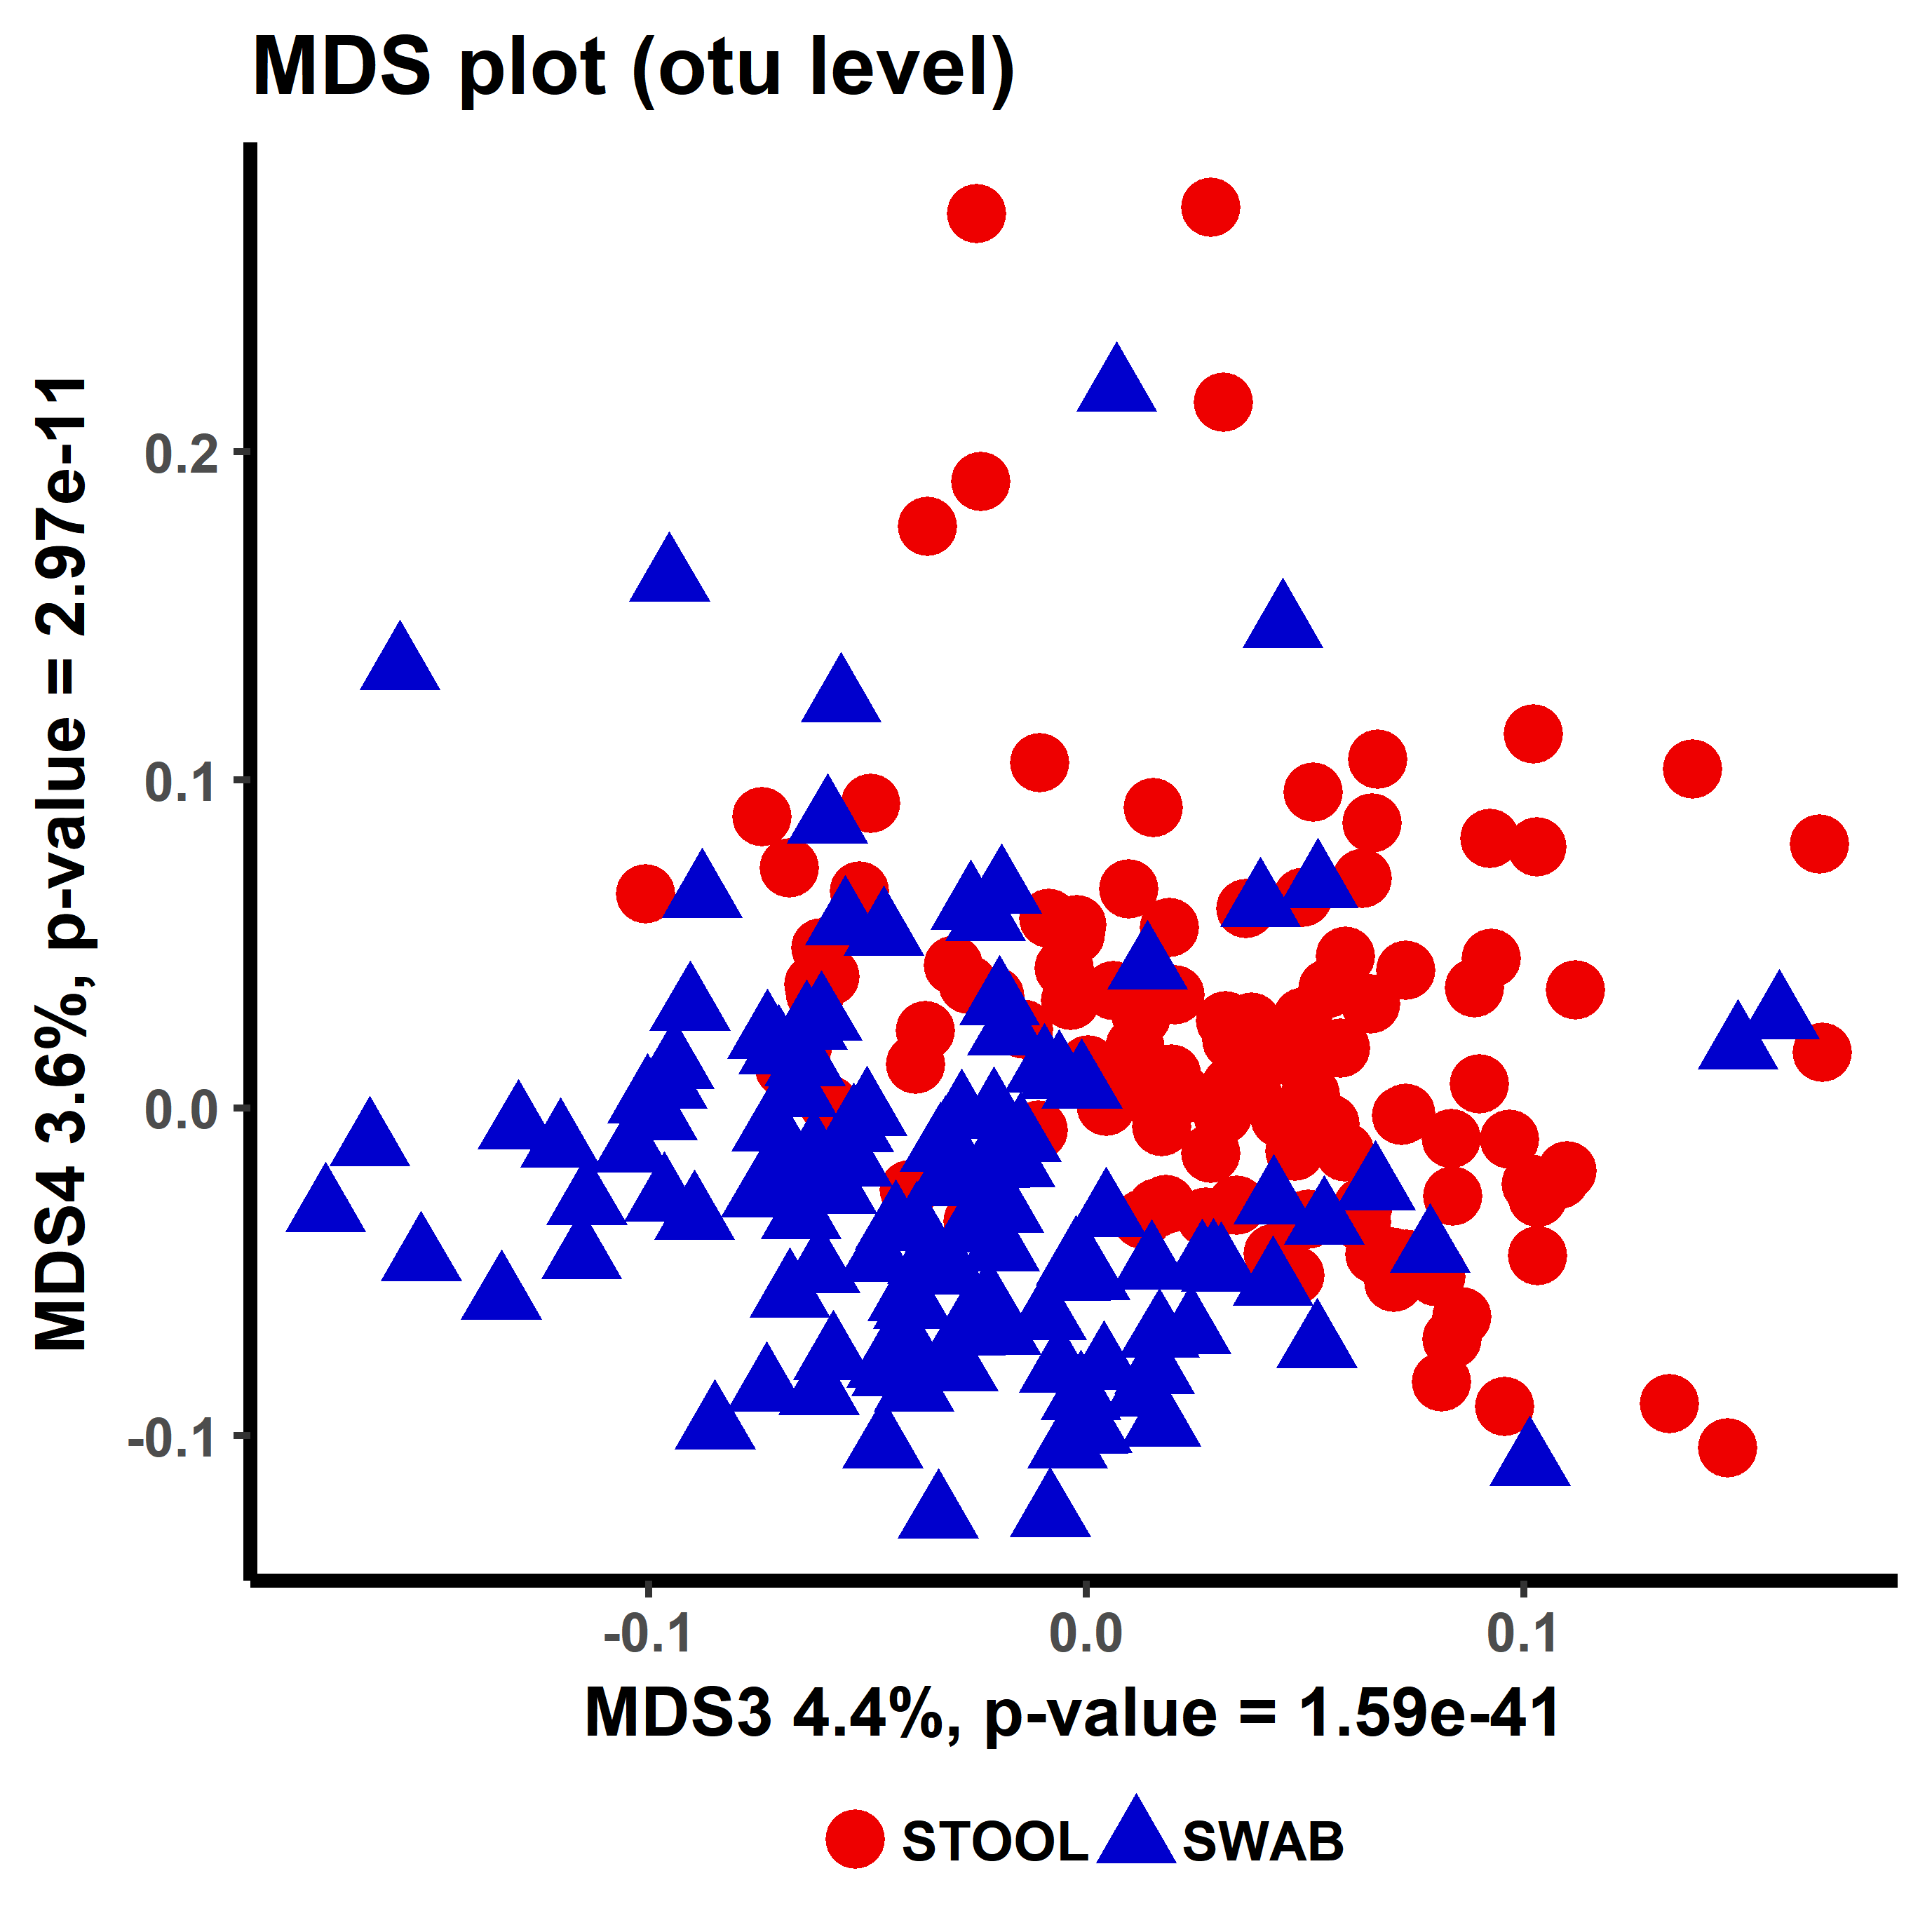 MDS plot (otu level)
MDS4 3.6%, p-value = 2.97e-11
0.2
0.1
0.0
-0.1
-0.1 0.0 0.1
MDS3 4.4%, p-value = 1.59e-41
STOOL SWAB